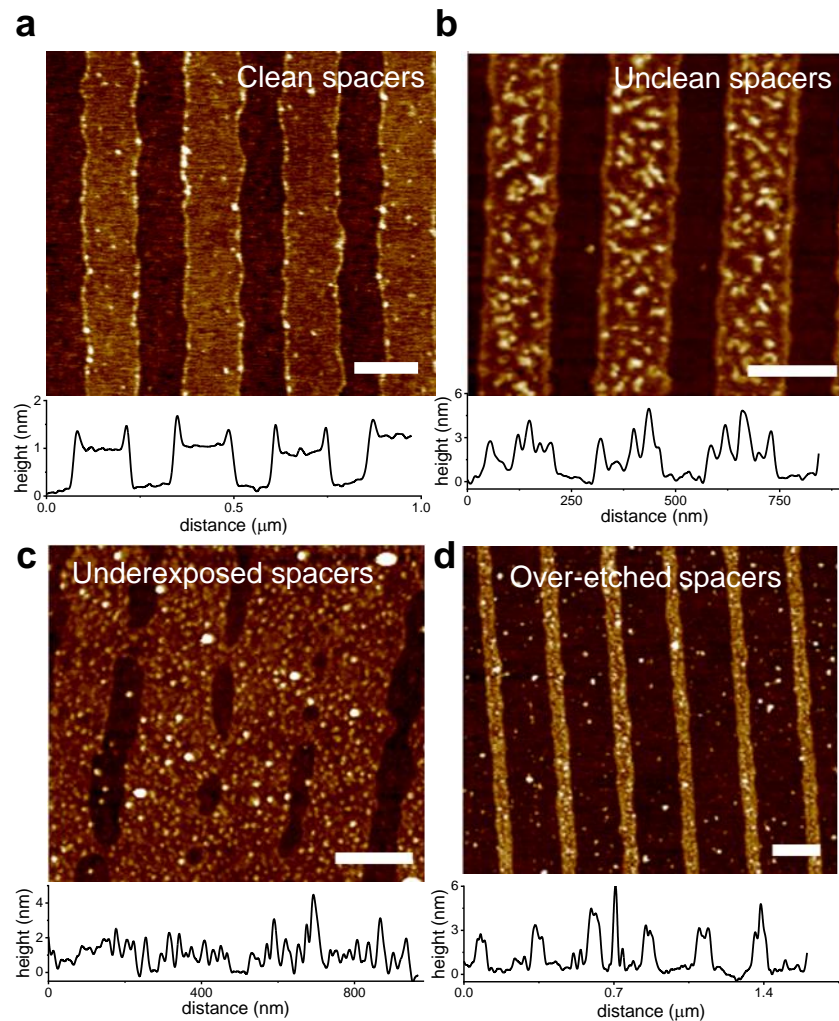 a
Clean spacers
height (nm)
2
1
0
0.0
0.5
1.0
distance (μm)
b
Unclean spacers
height (nm)
6
3
0
0
250
500
750
distance (nm)
c
Underexposed spacers
height (nm)
4
2
0
0
400
800
distance (nm)
d
Over-etched spacers
height (nm)
6
3
0
0.0
0.7
1.4
distance (μm)